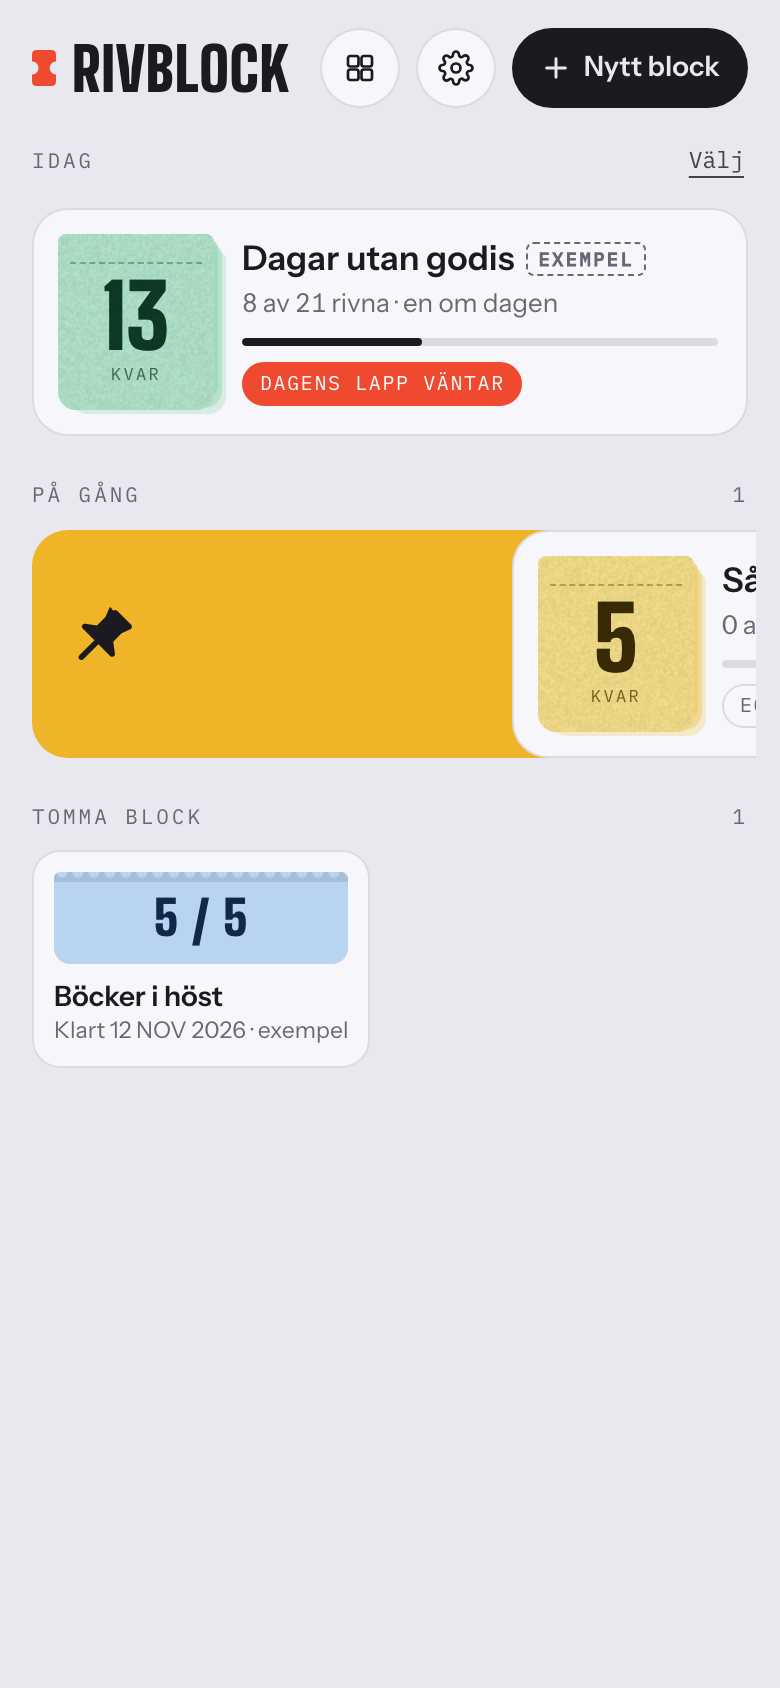 RIVBLOCK
Nytt block
IDAG
Välj
13
KVAR
Dagar utan godis
EXEMPEL
8 av 21 rivna · en om dagen
DAGENS LAPP VÄNTAR
PÅ GÅNG
1
5
KVAR
Så
0 a
TOMMA BLOCK
1
5 / 5
Böcker i höst
Klart 12 NOV 2026 · exempel